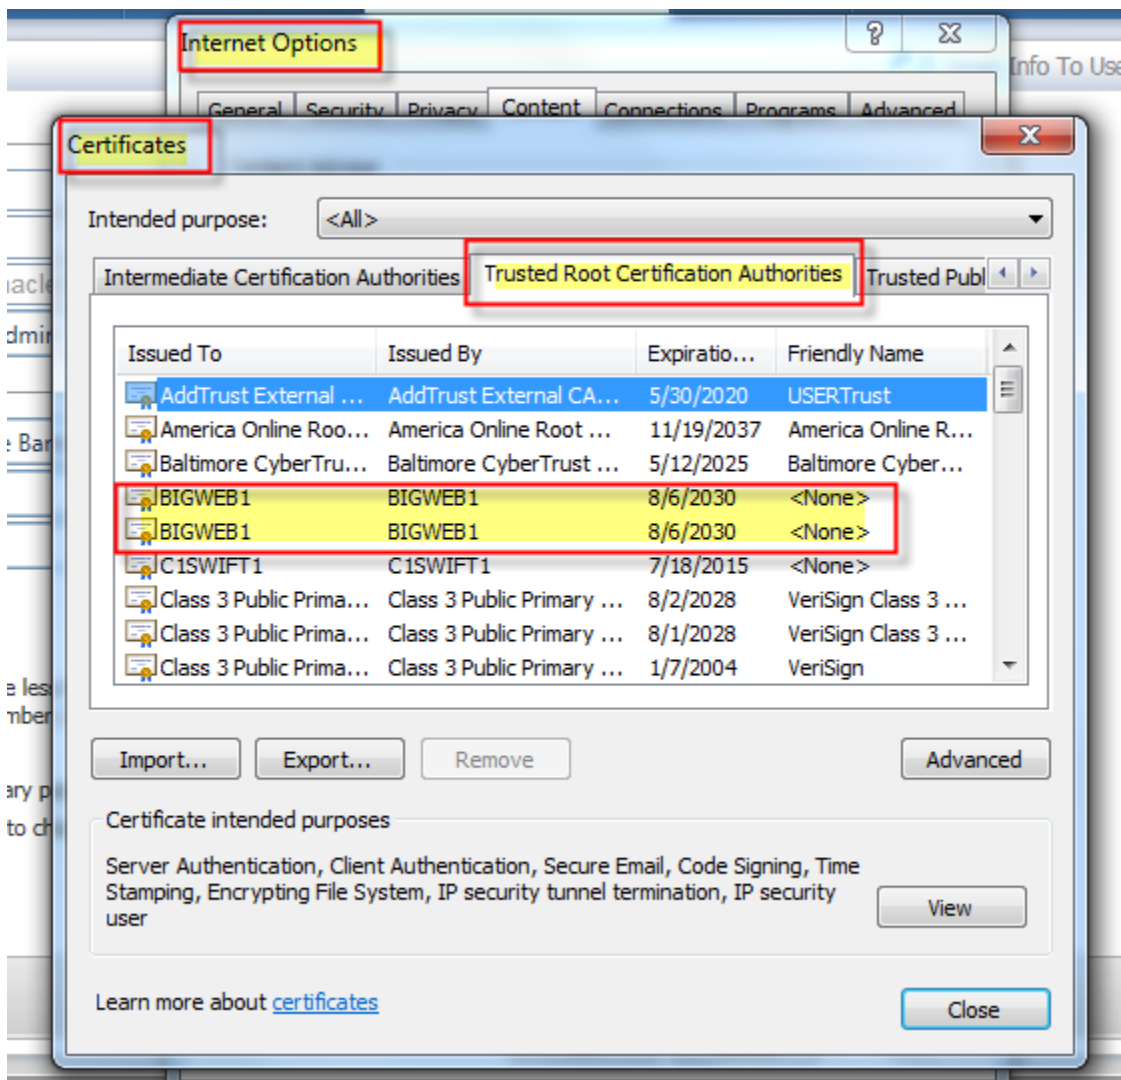 Internet Options
Info To Use
General Security Privacy Content Connections Programs Advanced
Certificates
Intended purpose: <All>
Intermediate Certification Authorities Trusted Root Certification Authorities Trusted Publ
Issued To Issued By Expiratio... Friendly Name
AddTrust External ... AddTrust External CA... 5/30/2020 USERTrust
America Online Roo... America Online Root ... 11/19/2037 America Online R...
Baltimore CyberTru... Baltimore CyberTrust ... 5/12/2025 Baltimore Cyber...
BIGWEB1 BIGWEB1 8/6/2030 <None>
BIGWEB1 BIGWEB1 8/6/2030 <None>
C1SWIFT1 C1SWIFT1 7/18/2015 <None>
Class 3 Public Prima... Class 3 Public Primary ... 8/2/2028 VeriSign Class 3 ...
Class 3 Public Prima... Class 3 Public Primary ... 8/1/2028 VeriSign Class 3 ...
Class 3 Public Prima... Class 3 Public Primary ... 1/7/2004 VeriSign
Import... Export... Remove Advanced
Certificate intended purposes
Server Authentication, Client Authentication, Secure Email, Code Signing, Time
Stamping, Encrypting File System, IP security tunnel termination, IP security
user
View
Learn more about certificates
Close